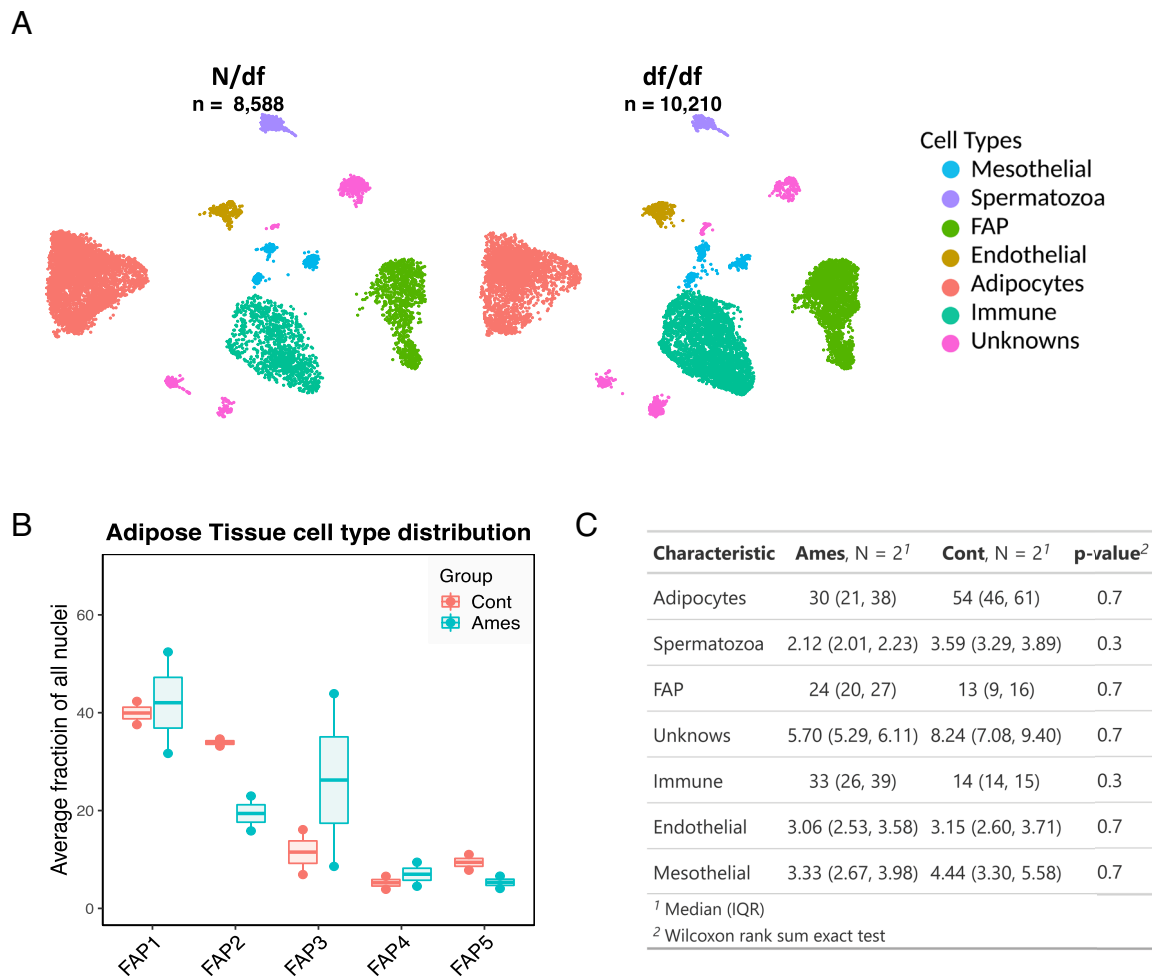 A
N/df
n = 8,588
df/df
n = 10,210
Cell Types
Mesothelial
Spermatozoa
FAP
Endothelial
Adipocytes
Immune
Unknowns
B
Adipose Tissue cell type distribution
Group
Cont
Ames
Average fractioin of all nuclei
60
40
20
0
FAP1 FAP2 FAP3 FAP4 FAP5
C
Characteristic Ames, N = 2¹ Cont, N = 2¹ p-value²
Adipocytes 30 (21, 38) 54 (46, 61) 0.7
Spermatozoa 2.12 (2.01, 2.23) 3.59 (3.29, 3.89) 0.3
FAP 24 (20, 27) 13 (9, 16) 0.7
Unknows 5.70 (5.29, 6.11) 8.24 (7.08, 9.40) 0.7
Immune 33 (26, 39) 14 (14, 15) 0.3
Endothelial 3.06 (2.53, 3.58) 3.15 (2.60, 3.71) 0.7
Mesothelial 3.33 (2.67, 3.98) 4.44 (3.30, 5.58) 0.7
¹ Median (IQR)
² Wilcoxon rank sum exact test